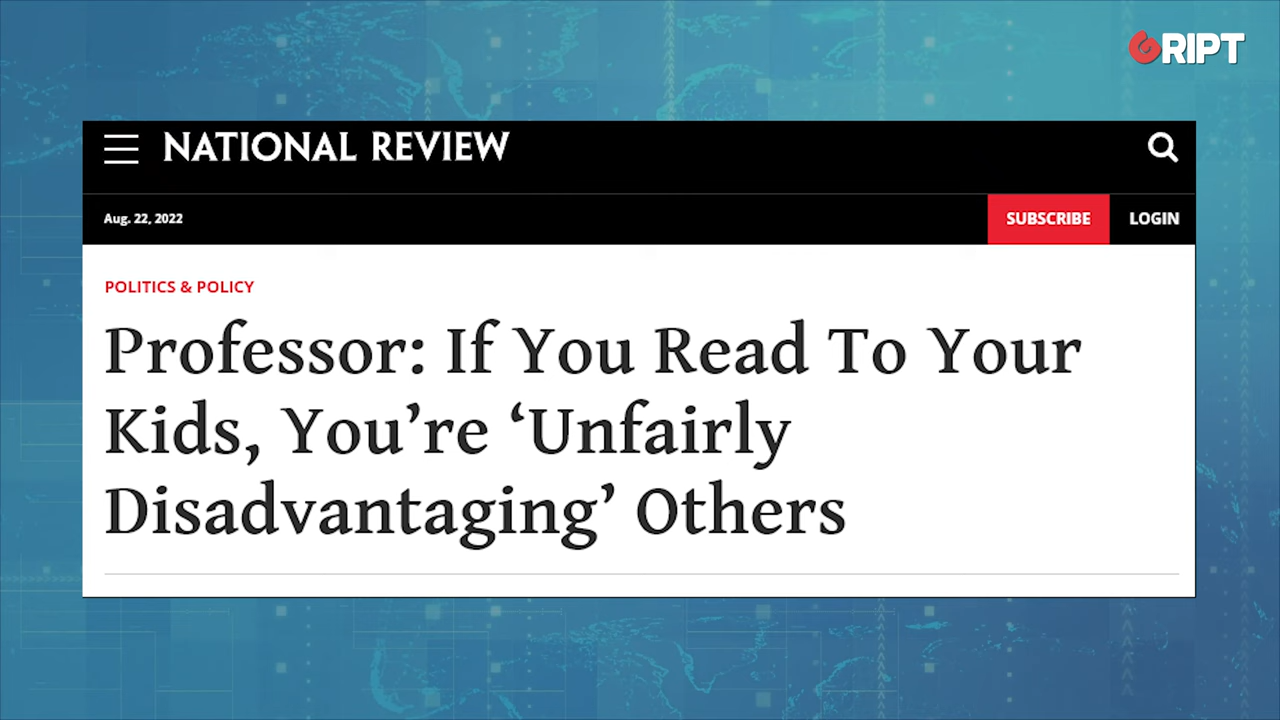 GRIPT
NATIONAL REVIEW
Aug. 22, 2022
SUBSCRIBE
LOGIN
POLITICS & POLICY
Professor: If You Read To Your
Kids, You’re ‘Unfairly
Disadvantaging’ Others